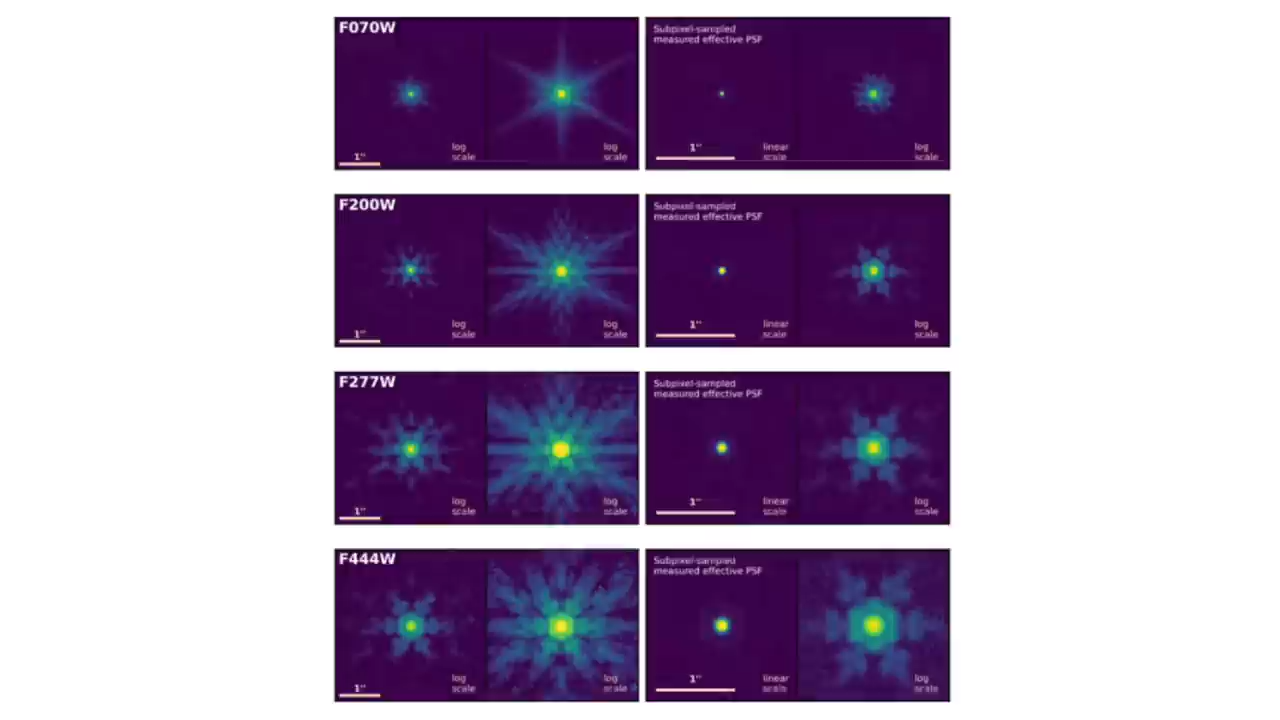 F070W
1"
log
scale
log
scale
Subpixel-sampled
measured effective PSF
1"
linear
scale
log
scale
F200W
1"
log
scale
log
scale
Subpixel-sampled
measured effective PSF
1"
linear
scale
log
scale
F277W
1"
log
scale
log
scale
Subpixel-sampled
measured effective PSF
1"
linear
scale
log
scale
F444W
1"
log
scale
log
scale
Subpixel-sampled
measured effective PSF
1"
linear
scale
log
scale